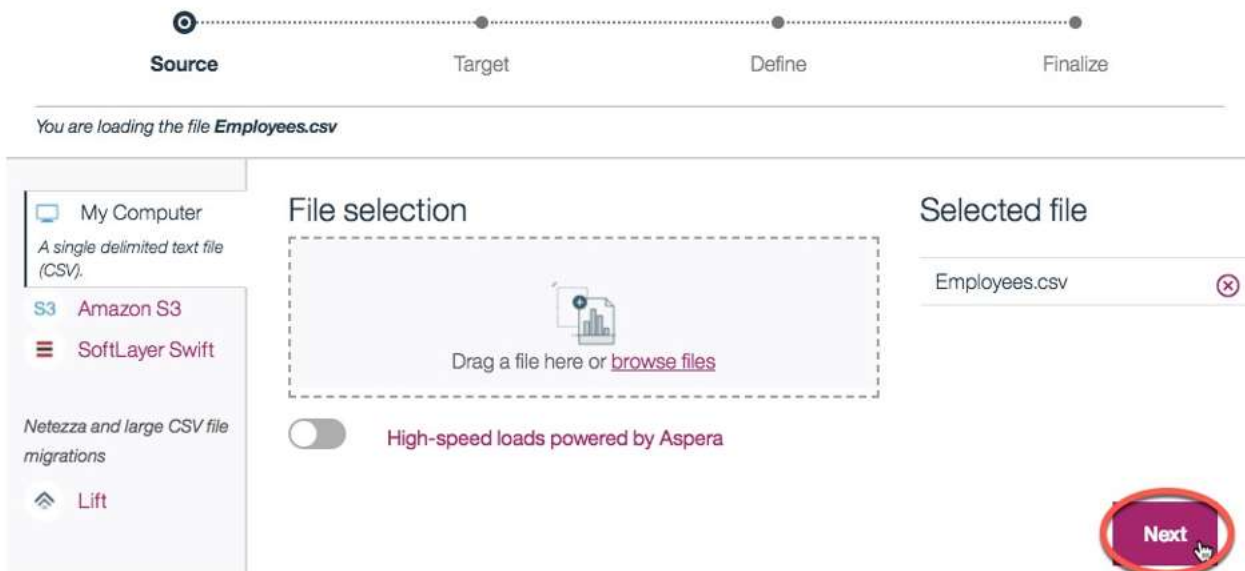 Source
Target
Define
Finalize
You are loading the file Employees.csv
My Computer
A single delimited text file
(CSV).
S3 Amazon S3
SoftLayer Swift
Netezza and large CSV file
migrations
Lift
File selection
Drag a file here or browse files
High-speed loads powered by Aspera
Selected file
Employees.csv
Next